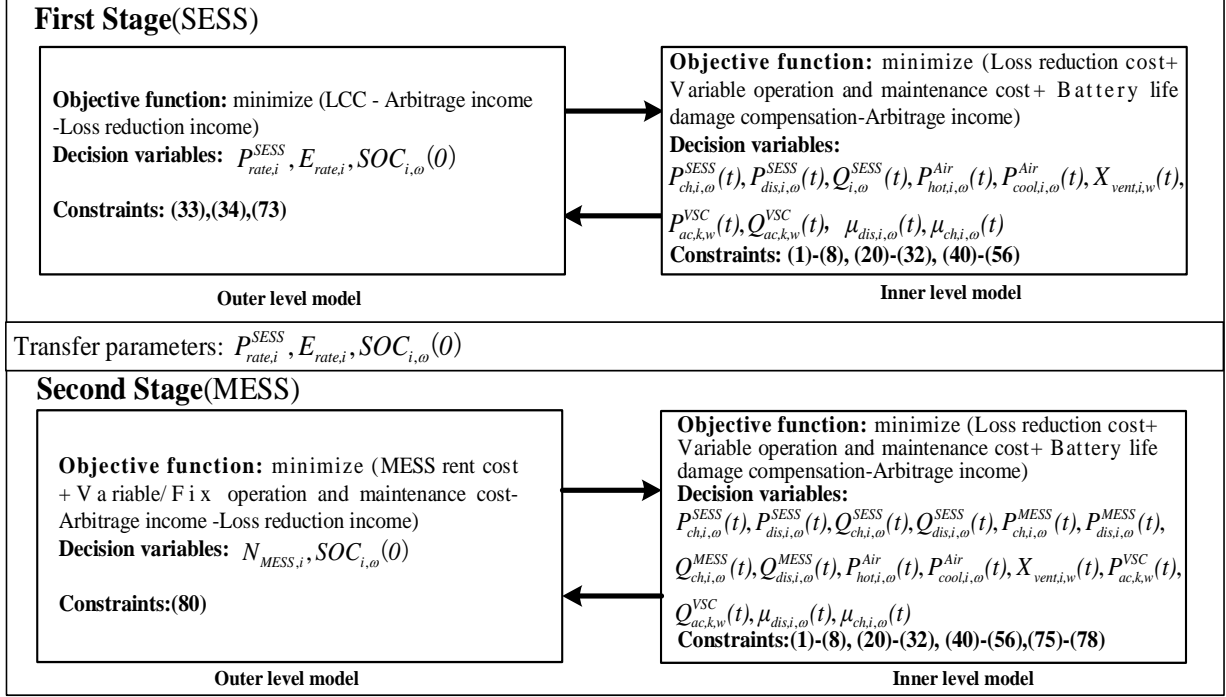 First Stage(SESS)
Objective function: minimize (LCC - Arbitrage income
-Loss reduction income)
Decision variables: P_{rate,i}^{SESS}, E_{rate,i}, SOC_{i,ω}(0)
Constraints: (33),(34),(73)
Outer level model
Objective function: minimize (Loss reduction cost+
Variable operation and maintenance cost+ Battery life
damage compensation-Arbitrage income)
Decision variables:
P_{ch,i,ω}^{SESS}(t), P_{dis,i,ω}^{SESS}(t), Q_{i,ω}^{SESS}(t), P_{hot,i,ω}^{Air}(t), P_{cool,i,ω}^{Air}(t), X_{vent,i,w}(t),
P_{ac,k,w}^{VSC}(t), Q_{ac,k,w}^{VSC}(t), μ_{dis,i,ω}(t), μ_{ch,i,ω}(t)
Constraints: (1)-(8), (20)-(32), (40)-(56)
Inner level model
Transfer parameters: P_{rate,i}^{SESS}, E_{rate,i}, SOC_{i,ω}(0)
Second Stage(MESS)
Objective function: minimize (MESS rent cost
+ Variable/Fix operation and maintenance cost-
Arbitrage income -Loss reduction income)
Decision variables: N_{MESS,i}, SOC_{i,ω}(0)
Constraints:(80)
Outer level model
Objective function: minimize (Loss reduction cost+
Variable operation and maintenance cost+ Battery life
damage compensation-Arbitrage income)
Decision variables:
P_{ch,i,ω}^{SESS}(t), P_{dis,i,ω}^{SESS}(t), Q_{ch,i,ω}^{SESS}(t), Q_{dis,i,ω}^{SESS}(t), P_{ch,i,ω}^{MESS}(t), P_{dis,i,ω}^{MESS}(t),
Q_{ch,i,ω}^{MESS}(t), Q_{dis,i,ω}^{MESS}(t), P_{hot,i,ω}^{Air}(t), P_{cool,i,ω}^{Air}(t), X_{vent,i,w}(t), P_{ac,k,w}^{VSC}(t),
Q_{ac,k,w}^{VSC}(t), μ_{dis,i,ω}(t), μ_{ch,i,ω}(t)
Constraints:(1)-(8), (20)-(32), (40)-(56),(75)-(78)
Inner level model